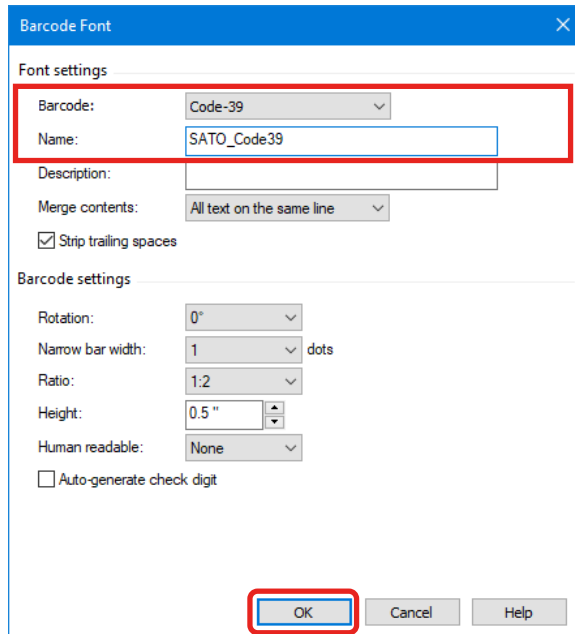 Barcode Font
Font settings
Barcode: Code-39
Name: SATO_Code39
Description:
Merge contents: All text on the same line
Strip trailing spaces
Barcode settings
Rotation: 0°
Narrow bar width: 1 dots
Ratio: 1:2
Height: 0.5 "
Human readable: None
Auto-generate check digit
OK Cancel Help